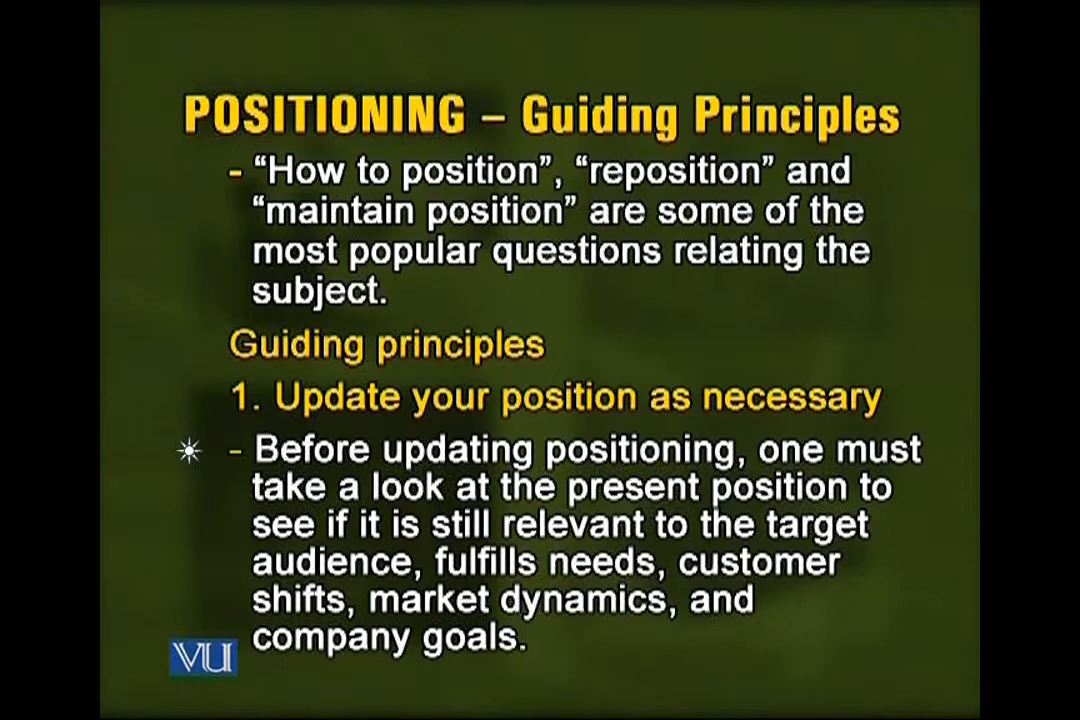 POSITIONING – Guiding Principles
- “How to position”, “reposition” and
“maintain position” are some of the
most popular questions relating the
subject.
Guiding principles
1. Update your position as necessary
- Before updating positioning, one must
take a look at the present position to
see if it is still relevant to the target
audience, fulfills needs, customer
shifts, market dynamics, and
company goals.
VU